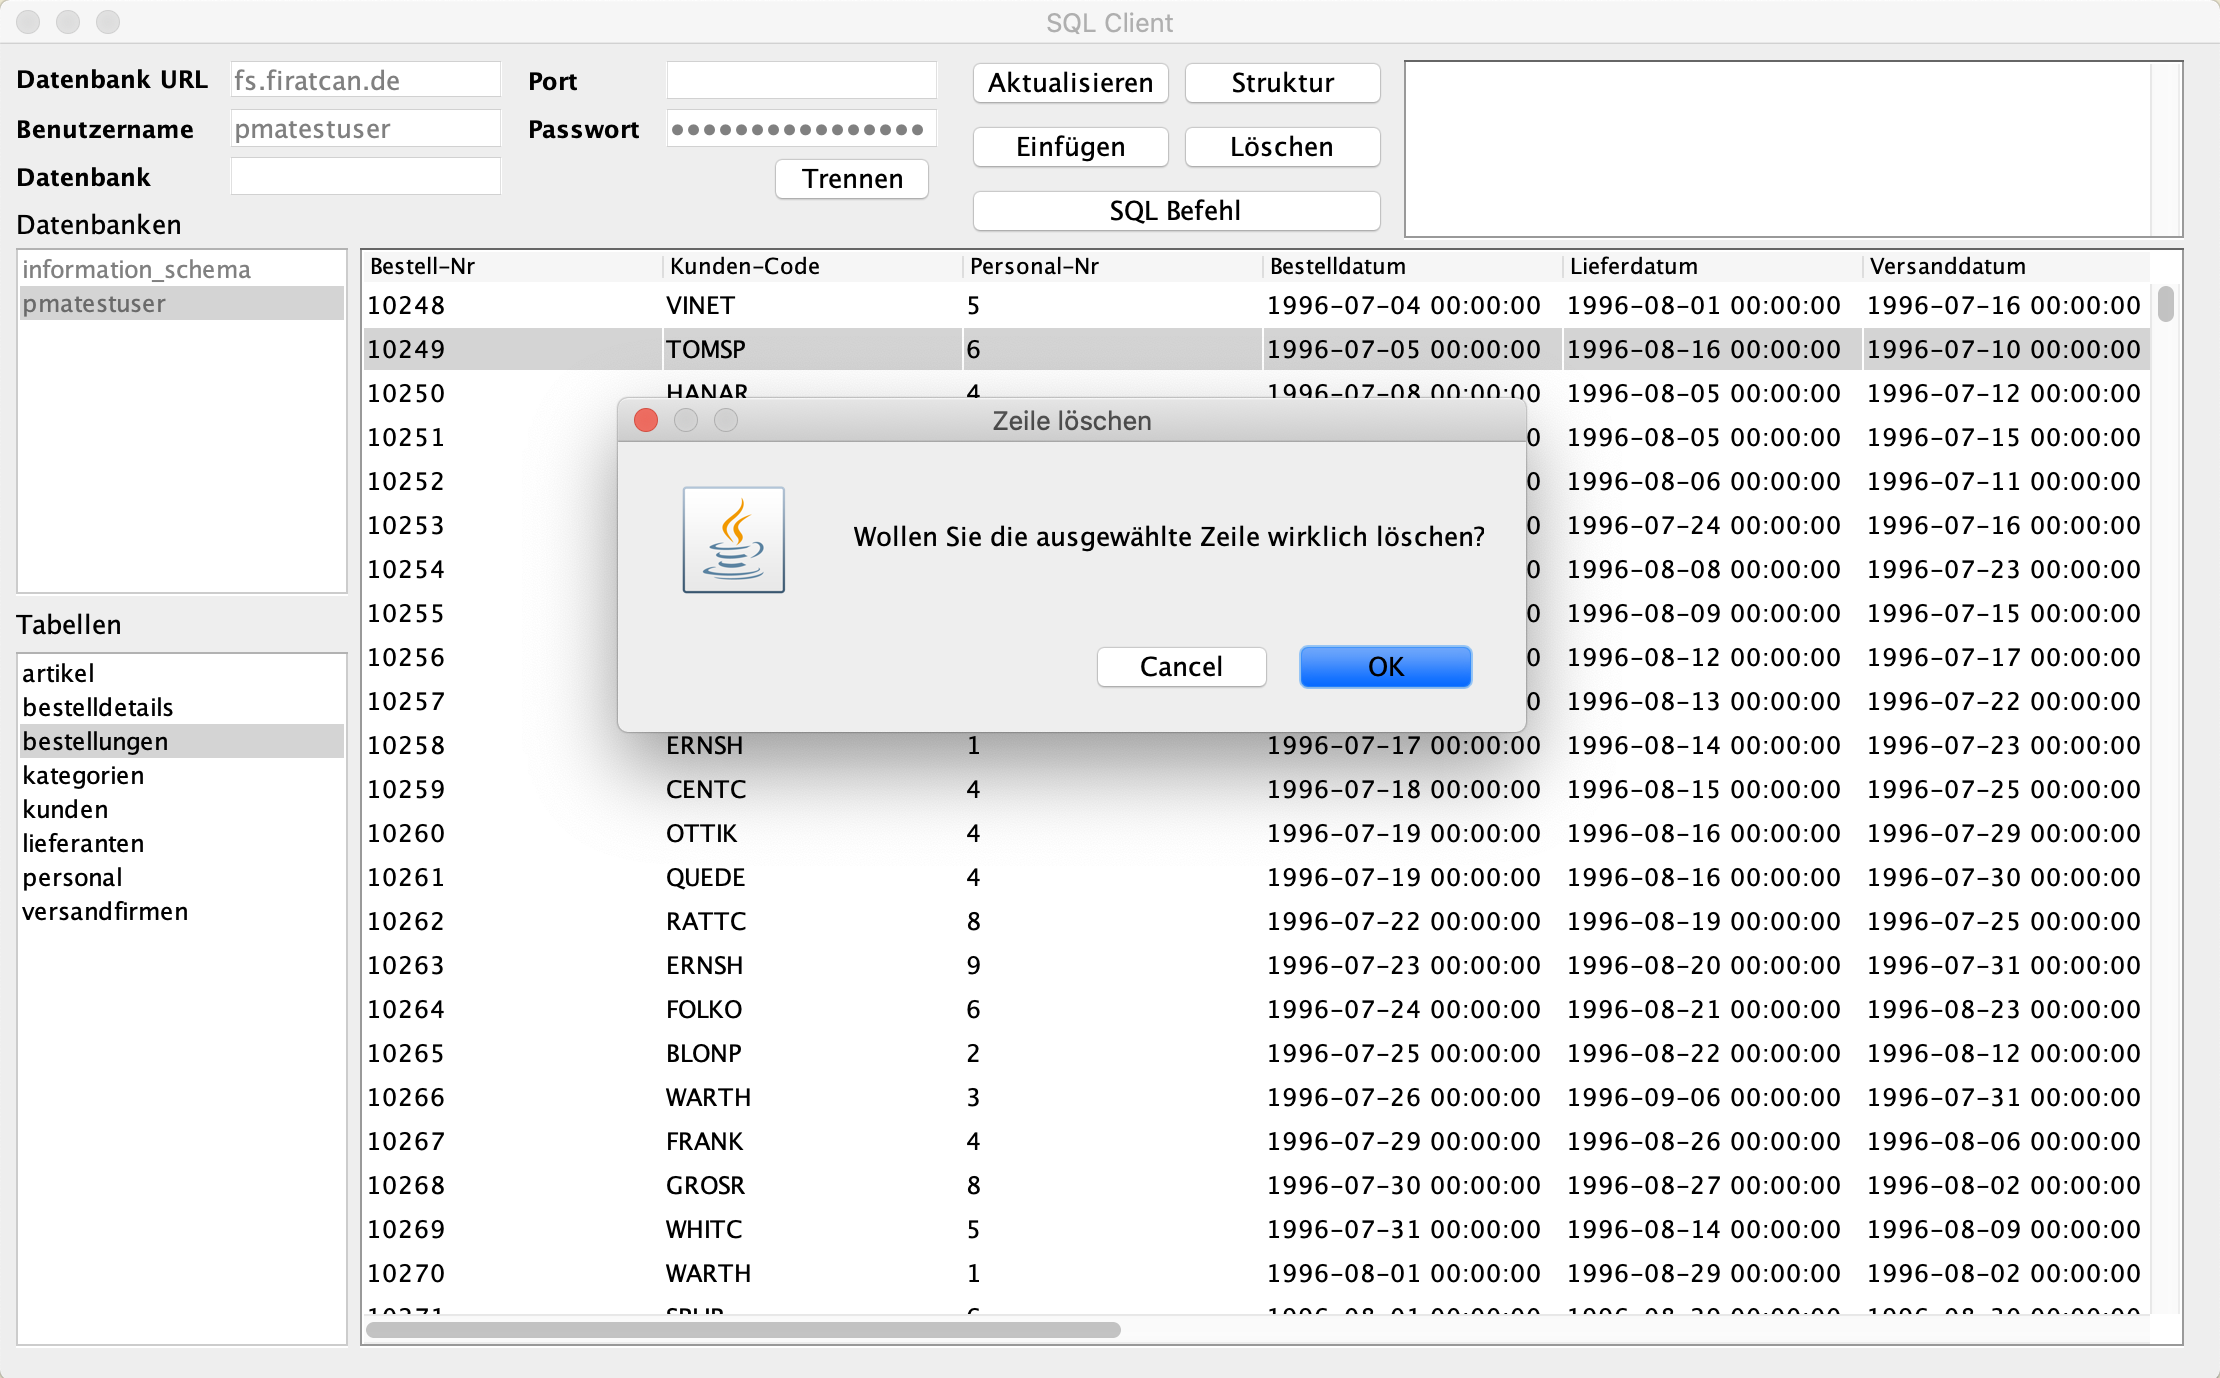 SQL Client
Datenbank URL fs.firatcan.de Port Aktualisieren Struktur
Benutzername pmatestuser Passwort ●●●●●●●●●●●●●●●● Einfügen Löschen
Datenbank Trennen
SQL Befehl
Datenbanken
information_schema
pmatestuser
Tabellen
artikel
bestelldetails
bestellungen
kategorien
kunden
lieferanten
personal
versandfirmen
Bestell-Nr Kunden-Code Personal-Nr Bestelldatum Lieferdatum Versanddatum
10248 VINET 5 1996-07-04 00:00:00 1996-08-01 00:00:00 1996-07-16 00:00:00
10249 TOMSP 6 1996-07-05 00:00:00 1996-08-16 00:00:00 1996-07-10 00:00:00
10250 HANAR 4 1996-07-08 00:00:00 1996-08-05 00:00:00 1996-07-12 00:00:00
10251 0 1996-08-05 00:00:00 1996-07-15 00:00:00
10252 0 1996-08-06 00:00:00 1996-07-11 00:00:00
10253 0 1996-07-24 00:00:00 1996-07-16 00:00:00
10254 0 1996-08-08 00:00:00 1996-07-23 00:00:00
10255 0 1996-08-09 00:00:00 1996-07-15 00:00:00
10256 0 1996-08-12 00:00:00 1996-07-17 00:00:00
10257 0 1996-08-13 00:00:00 1996-07-22 00:00:00
10258 ERNSH 1 1996-07-17 00:00:00 1996-08-14 00:00:00 1996-07-23 00:00:00
10259 CENTC 4 1996-07-18 00:00:00 1996-08-15 00:00:00 1996-07-25 00:00:00
10260 OTTIK 4 1996-07-19 00:00:00 1996-08-16 00:00:00 1996-07-29 00:00:00
10261 QUEDE 4 1996-07-19 00:00:00 1996-08-16 00:00:00 1996-07-30 00:00:00
10262 RATTC 8 1996-07-22 00:00:00 1996-08-19 00:00:00 1996-07-25 00:00:00
10263 ERNSH 9 1996-07-23 00:00:00 1996-08-20 00:00:00 1996-07-31 00:00:00
10264 FOLKO 6 1996-07-24 00:00:00 1996-08-21 00:00:00 1996-08-23 00:00:00
10265 BLONP 2 1996-07-25 00:00:00 1996-08-22 00:00:00 1996-08-12 00:00:00
10266 WARTH 3 1996-07-26 00:00:00 1996-09-06 00:00:00 1996-07-31 00:00:00
10267 FRANK 4 1996-07-29 00:00:00 1996-08-26 00:00:00 1996-08-06 00:00:00
10268 GROSR 8 1996-07-30 00:00:00 1996-08-27 00:00:00 1996-08-02 00:00:00
10269 WHITC 5 1996-07-31 00:00:00 1996-08-14 00:00:00 1996-08-09 00:00:00
10270 WARTH 1 1996-08-01 00:00:00 1996-08-29 00:00:00 1996-08-02 00:00:00
Zeile löschen
Wollen Sie die ausgewählte Zeile wirklich löschen?
Cancel OK